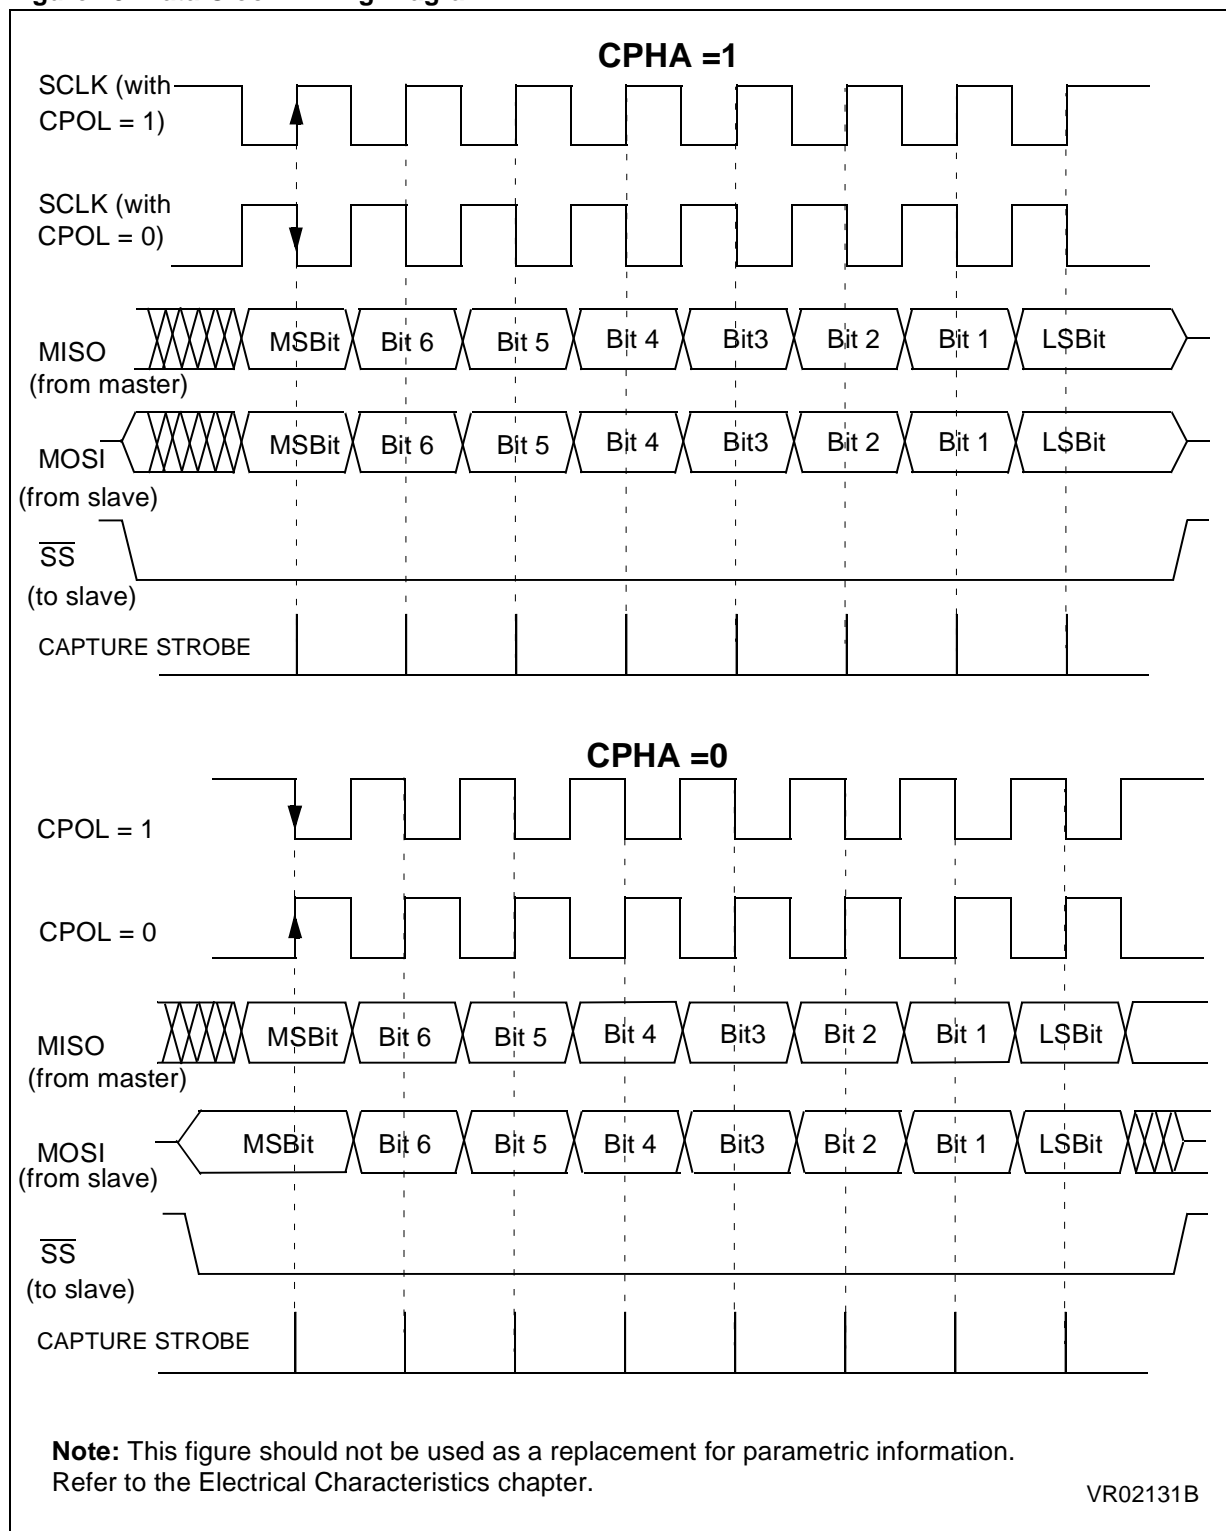 CPHA =1
SCLK (with
CPOL = 1)
SCLK (with
CPOL = 0)
MSBit Bit 6 Bit 5 Bit 4 Bit3 Bit 2 Bit 1 LSBit
MISO
(from master)
MSBit Bit 6 Bit 5 Bit 4 Bit3 Bit 2 Bit 1 LSBit
MOSI
(from slave)
SS
(to slave)
CAPTURE STROBE
CPHA =0
CPOL = 1
CPOL = 0
MSBit Bit 6 Bit 5 Bit 4 Bit3 Bit 2 Bit 1 LSBit
MISO
(from master)
MSBit Bit 6 Bit 5 Bit 4 Bit3 Bit 2 Bit 1 LSBit
MOSI
(from slave)
SS
(to slave)
CAPTURE STROBE
Note: This figure should not be used as a replacement for parametric information.
Refer to the Electrical Characteristics chapter.
VR02131B